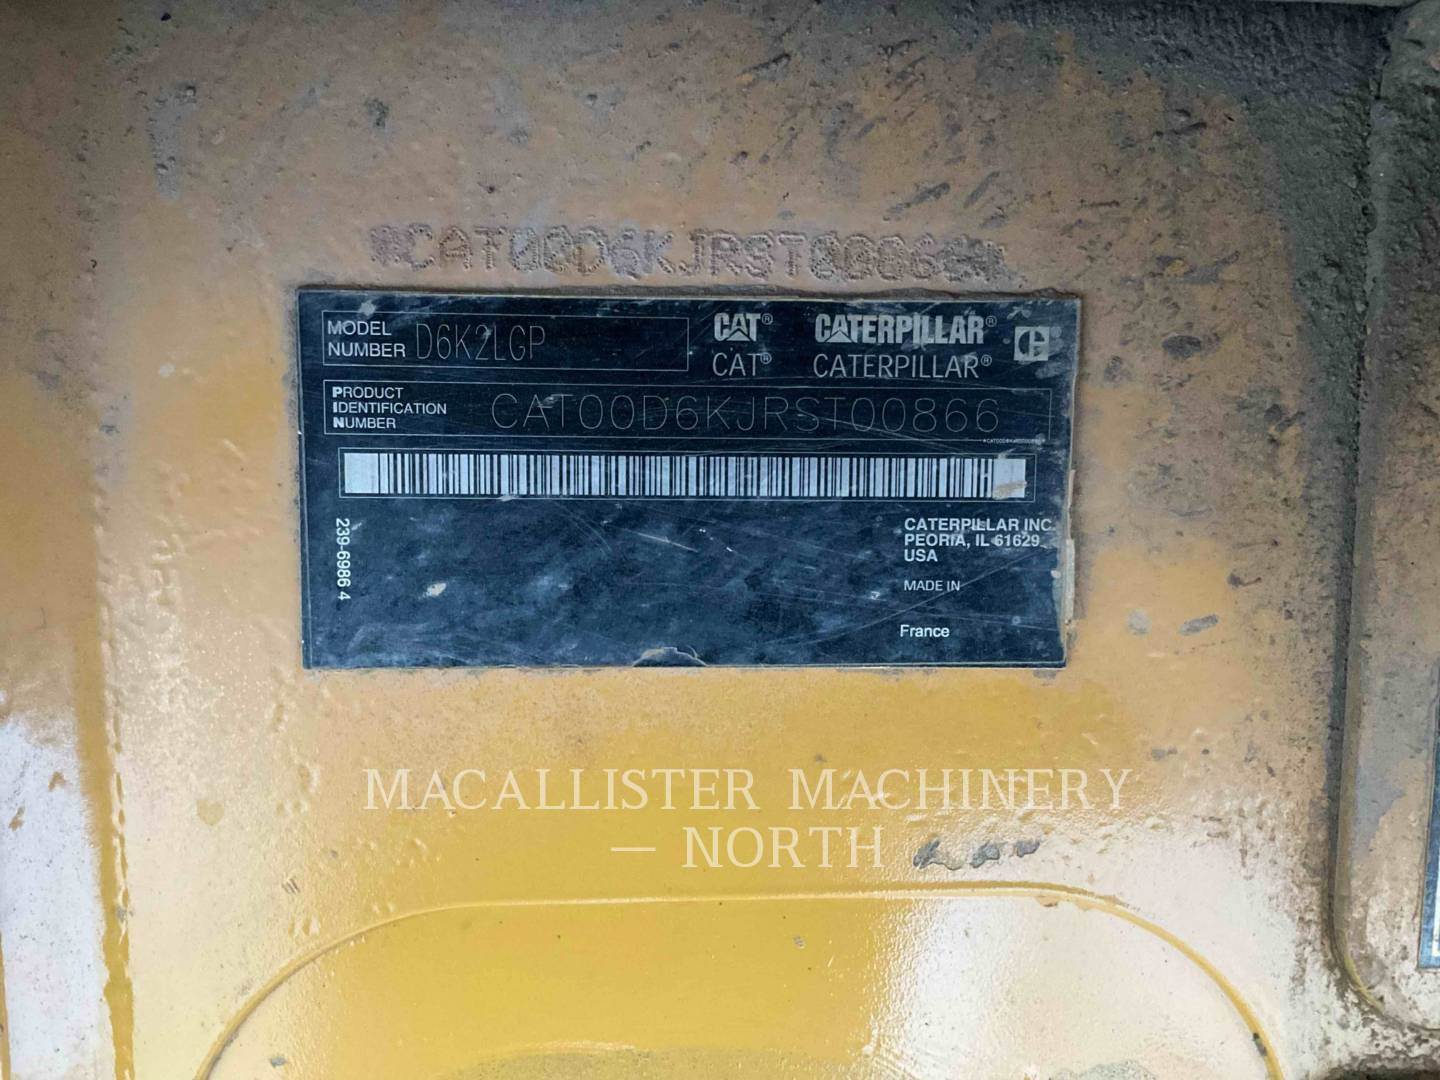 *CAT00D6KJRST00866*
MODEL NUMBER D6K2LGP
CAT® CATERPILLAR®
CAT® CATERPILLAR®
PRODUCT IDENTIFICATION NUMBER CAT00D6KJRST00866
239-6986 4
CATERPILLAR INC.
PEORIA, IL 61629
USA
MADE IN
France
MACALLISTER MACHINERY
— NORTH